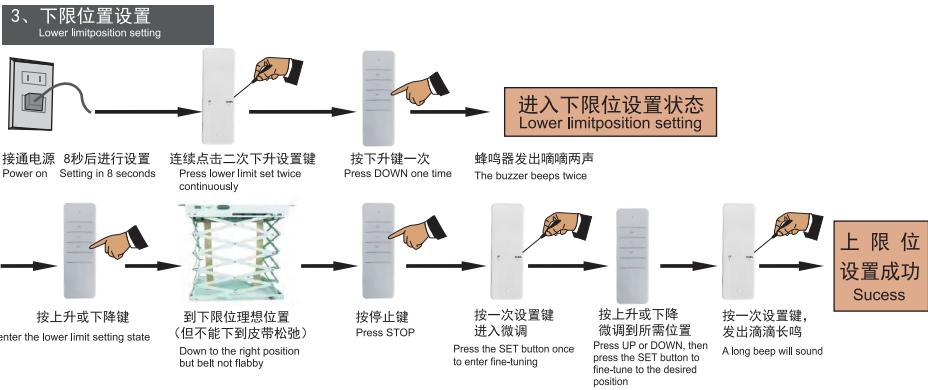 3、下限位置设置
Lower limitposition setting
进入下限位设置状态
Lower limitposition setting
接通电源 8秒后进行设置
Power on Setting in 8 seconds
连续点击二次下升设置键
Press lower limit set twice
continuously
按下升键一次
Press DOWN one time
蜂鸣器发出嘀嘀两声
The buzzer beeps twice
上限位
设置成功
Sucess
按上升或下降键
enter the lower limit setting state
到下限位理想位置
（但不能下到皮带松弛）
Down to the right position
but belt not flabby
按停止键
Press STOP
按一次设置键
进入微调
Press the SET button once
to enter fine-tuning
按上升或下降
微调到所需位置
Press UP or DOWN, then
press the SET button to
fine-tune to the desired
position
按一次设置键，
发出滴滴长鸣
A long beep will sound